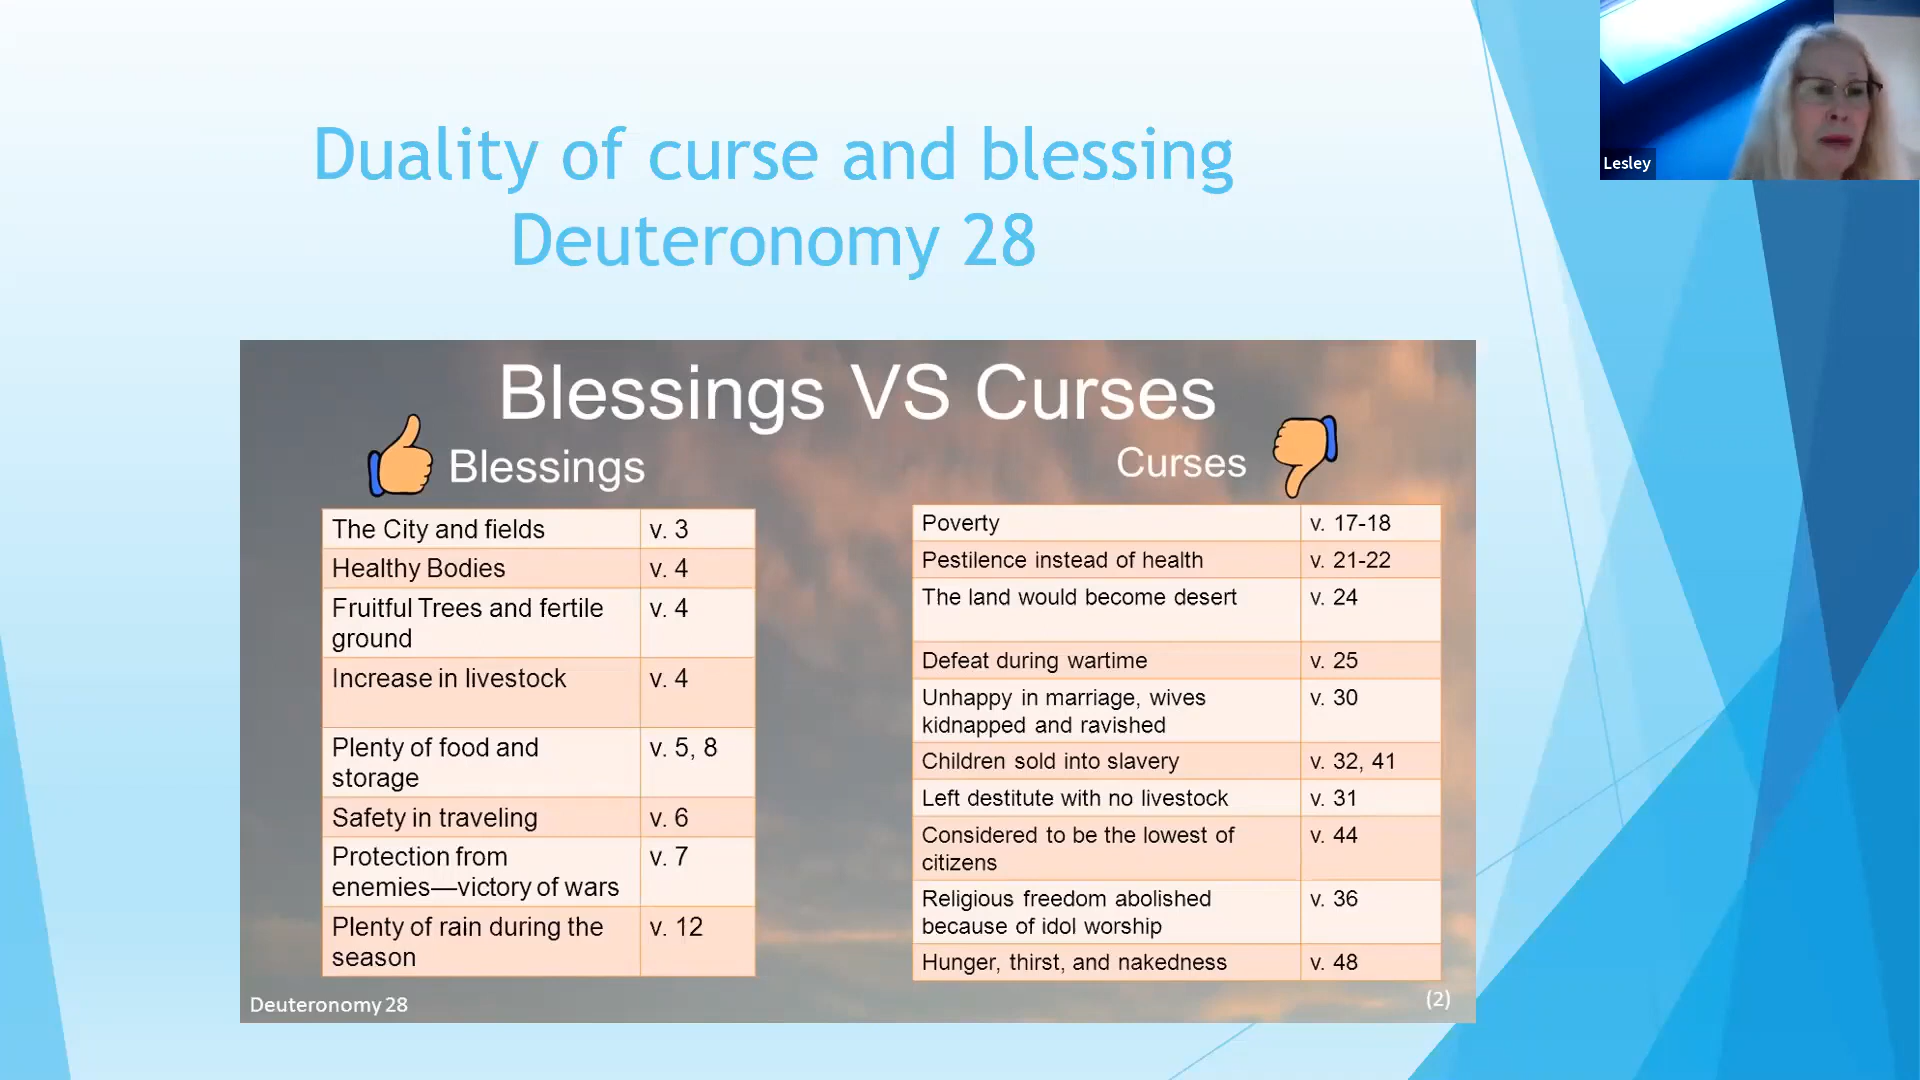 Duality of curse and blessing
Deuteronomy 28
Lesley
Blessings VS Curses
Blessings
The City and fields v. 3
Healthy Bodies v. 4
Fruitful Trees and fertile v. 4
ground
Increase in livestock v. 4
Plenty of food and v. 5, 8
storage
Safety in traveling v. 6
Protection from v. 7
enemies—victory of wars
Plenty of rain during the v. 12
season
Curses
Poverty v. 17-18
Pestilence instead of health v. 21-22
The land would become desert v. 24
Defeat during wartime v. 25
Unhappy in marriage, wives v. 30
kidnapped and ravished
Children sold into slavery v. 32, 41
Left destitute with no livestock v. 31
Considered to be the lowest of v. 44
citizens
Religious freedom abolished v. 36
because of idol worship
Hunger, thirst, and nakedness v. 48
Deuteronomy 28
(2)